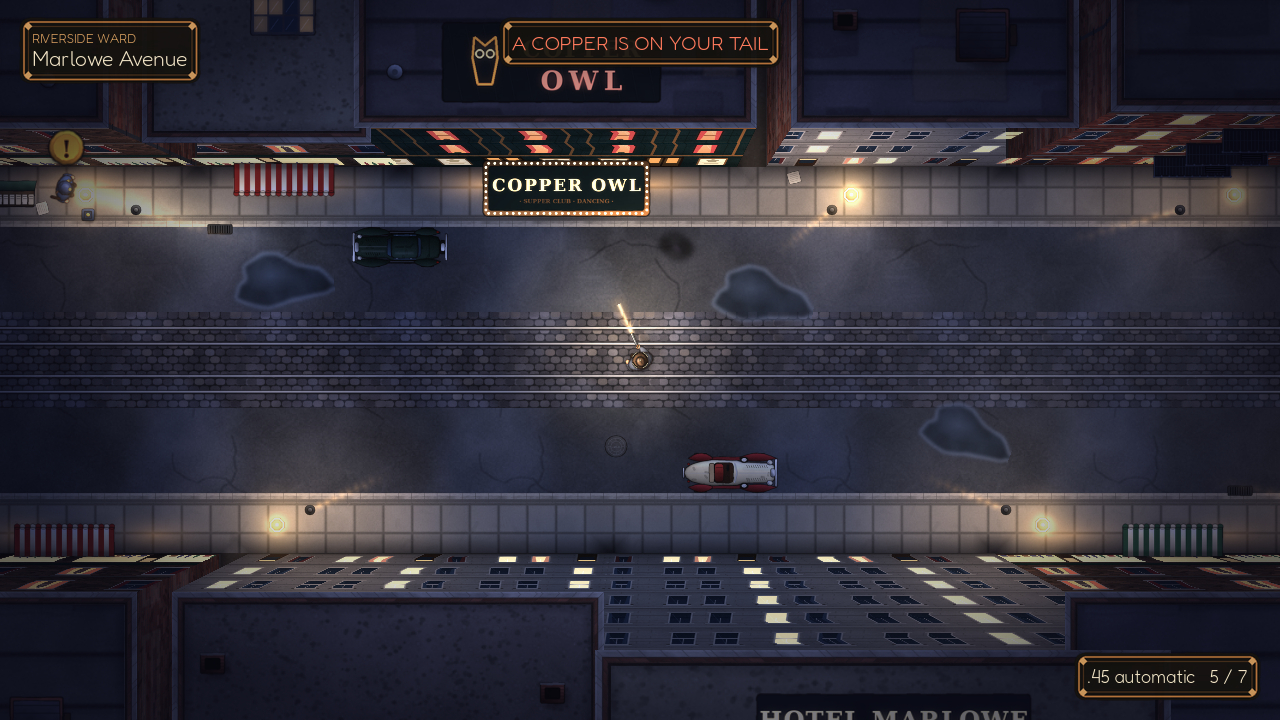 RIVERSIDE WARD
Marlowe Avenue
A COPPER IS ON YOUR TAIL
OWL
COPPER OWL
· SUPPER CLUB · DANCING ·
.45 automatic 5 / 7
HOTEL MARLOWE